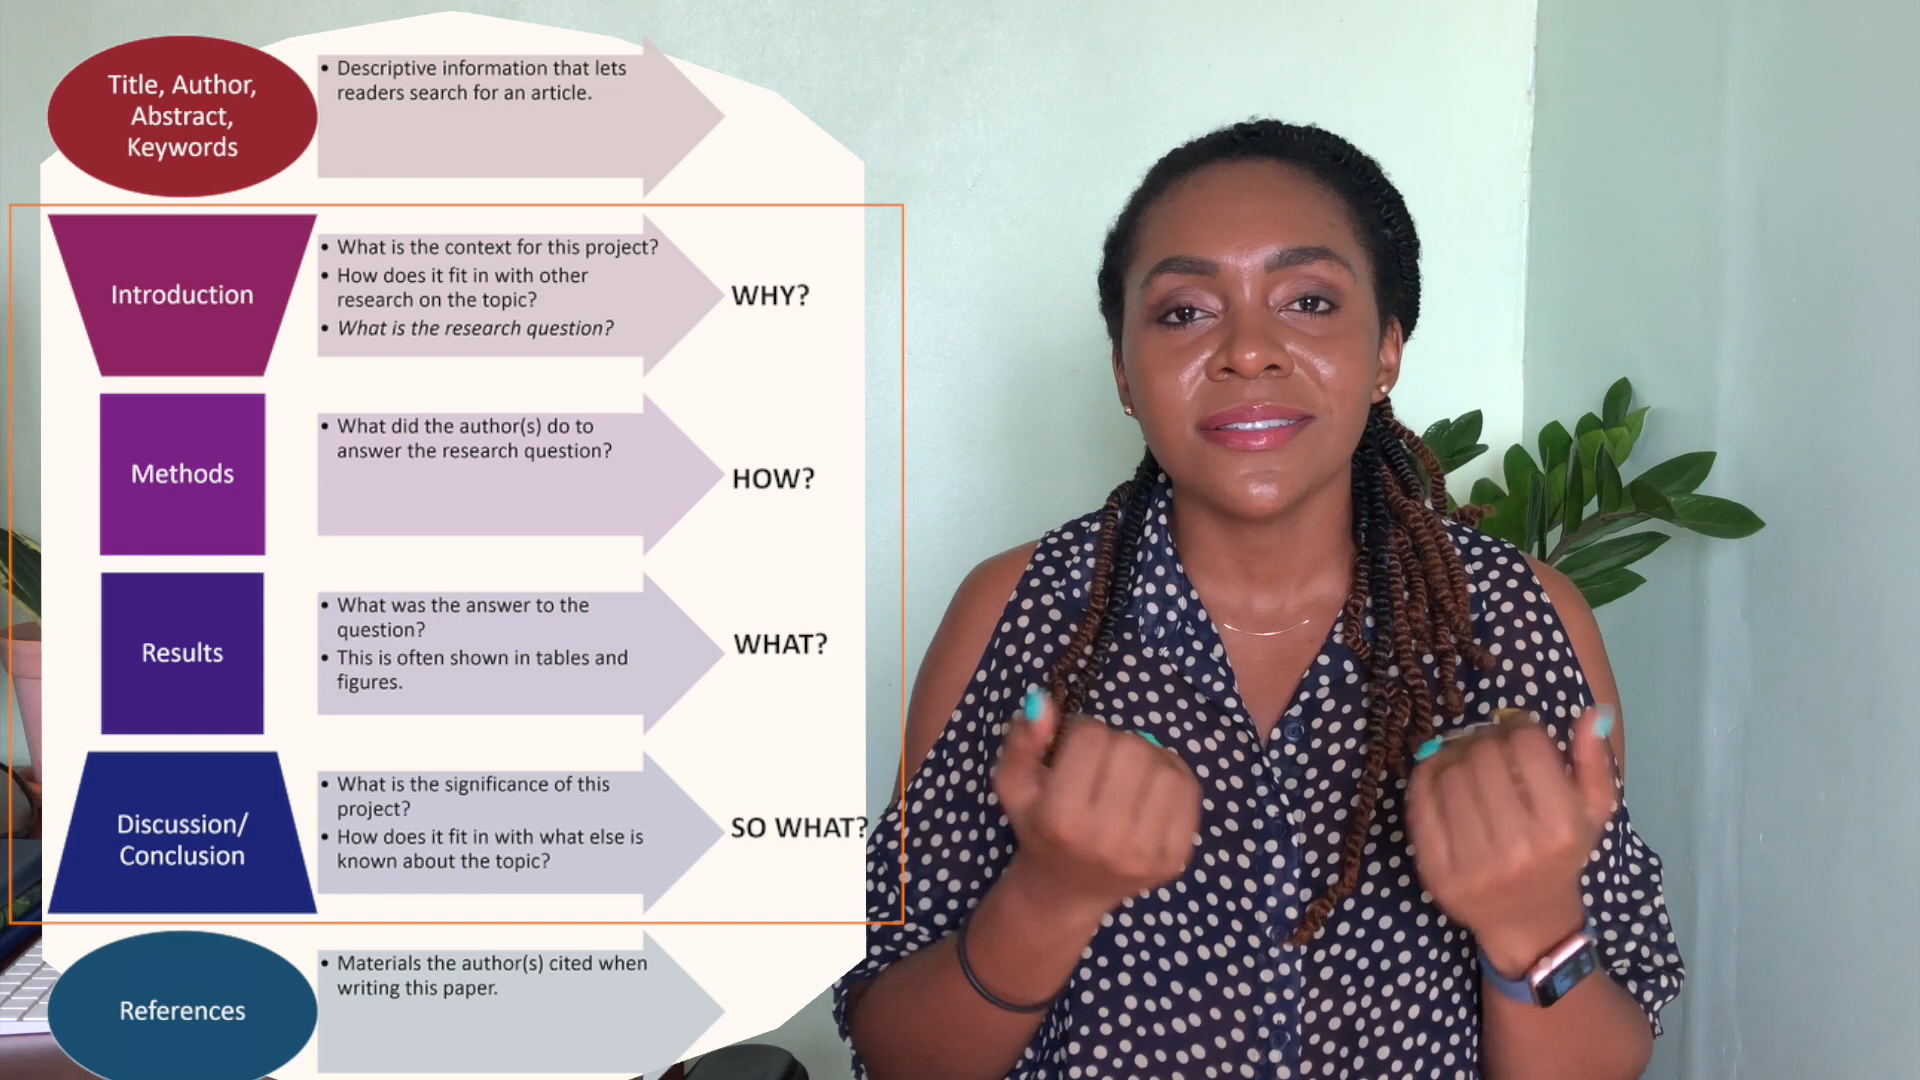 Title, Author,
Abstract,
Keywords
• Descriptive information that lets
readers search for an article.
Introduction
• What is the context for this project?
• How does it fit in with other
research on the topic?
• What is the research question?
WHY?
Methods
• What did the author(s) do to
answer the research question?
HOW?
Results
• What was the answer to the
question?
• This is often shown in tables and
figures.
WHAT?
Discussion/
Conclusion
• What is the significance of this
project?
• How does it fit in with what else is
known about the topic?
SO WHAT?
References
• Materials the author(s) cited when
writing this paper.